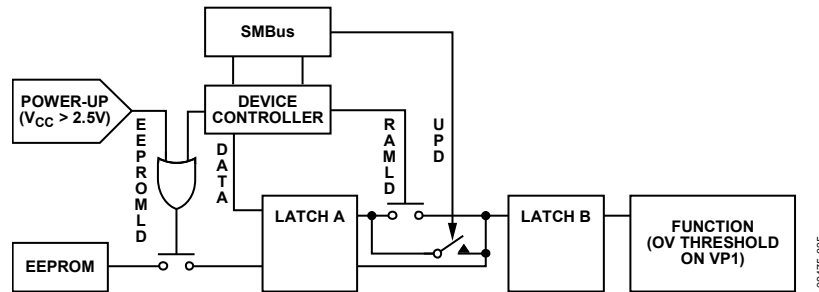 SMBus
POWER-UP
(VCC > 2.5V)
DEVICE
CONTROLLER
EEPROMLD
DATA
RAMLD
UPD
LATCH A
LATCH B
FUNCTION
(OV THRESHOLD
ON VP1)
EEPROM